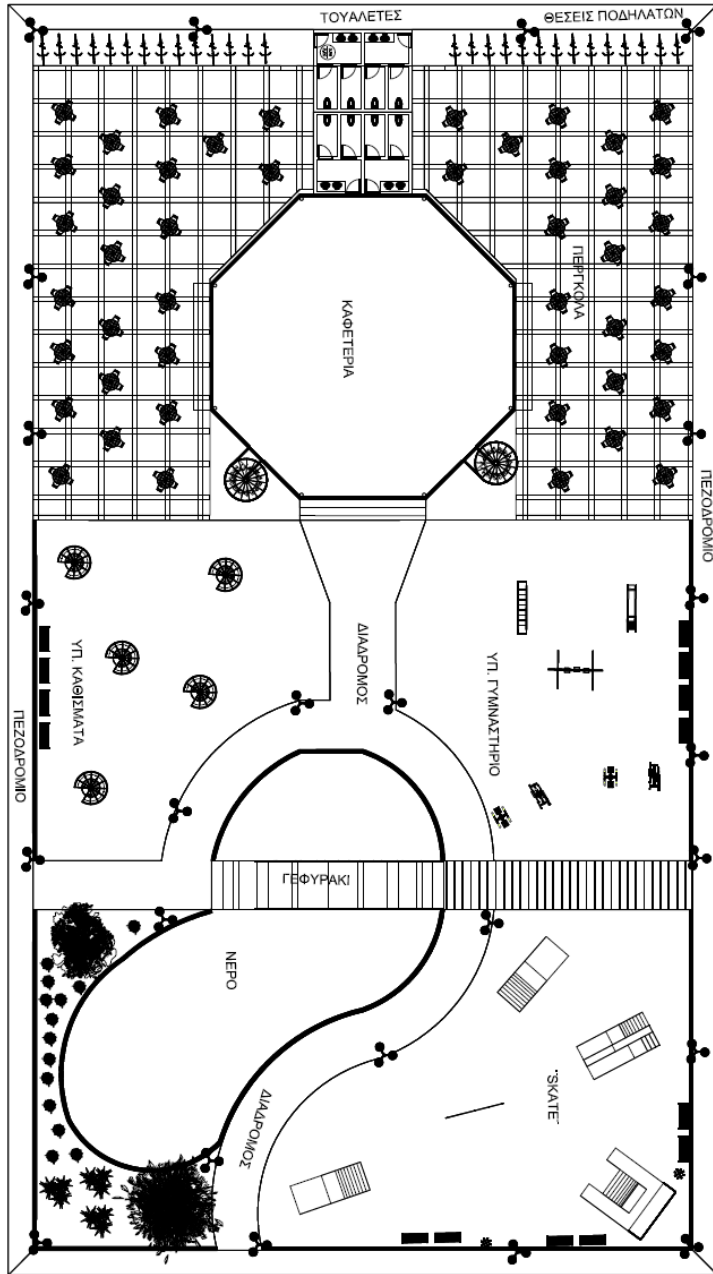 ΤΟΥΑΛΕΤΕΣ
ΘΕΣΕΙΣ ΠΟΔΗΛΑΤΩΝ
ΠΕΡΓΚΟΛΑ
ΚΑΦΕΤΕΡΙΑ
ΠΕΖΟΔΡΟΜΙΟ
ΔΙΑΔΡΟΜΟΣ
ΥΠ. ΚΑΘΙΣΜΑΤΑ
ΥΠ. ΓΥΜΝΑΣΤΗΡΙΟ
ΠΕΖΟΔΡΟΜΙΟ
ΓΕΦΥΡΑΚΙ
ΝΕΡΟ
"SKATE"
ΔΙΑΔΡΟΜΟΣ